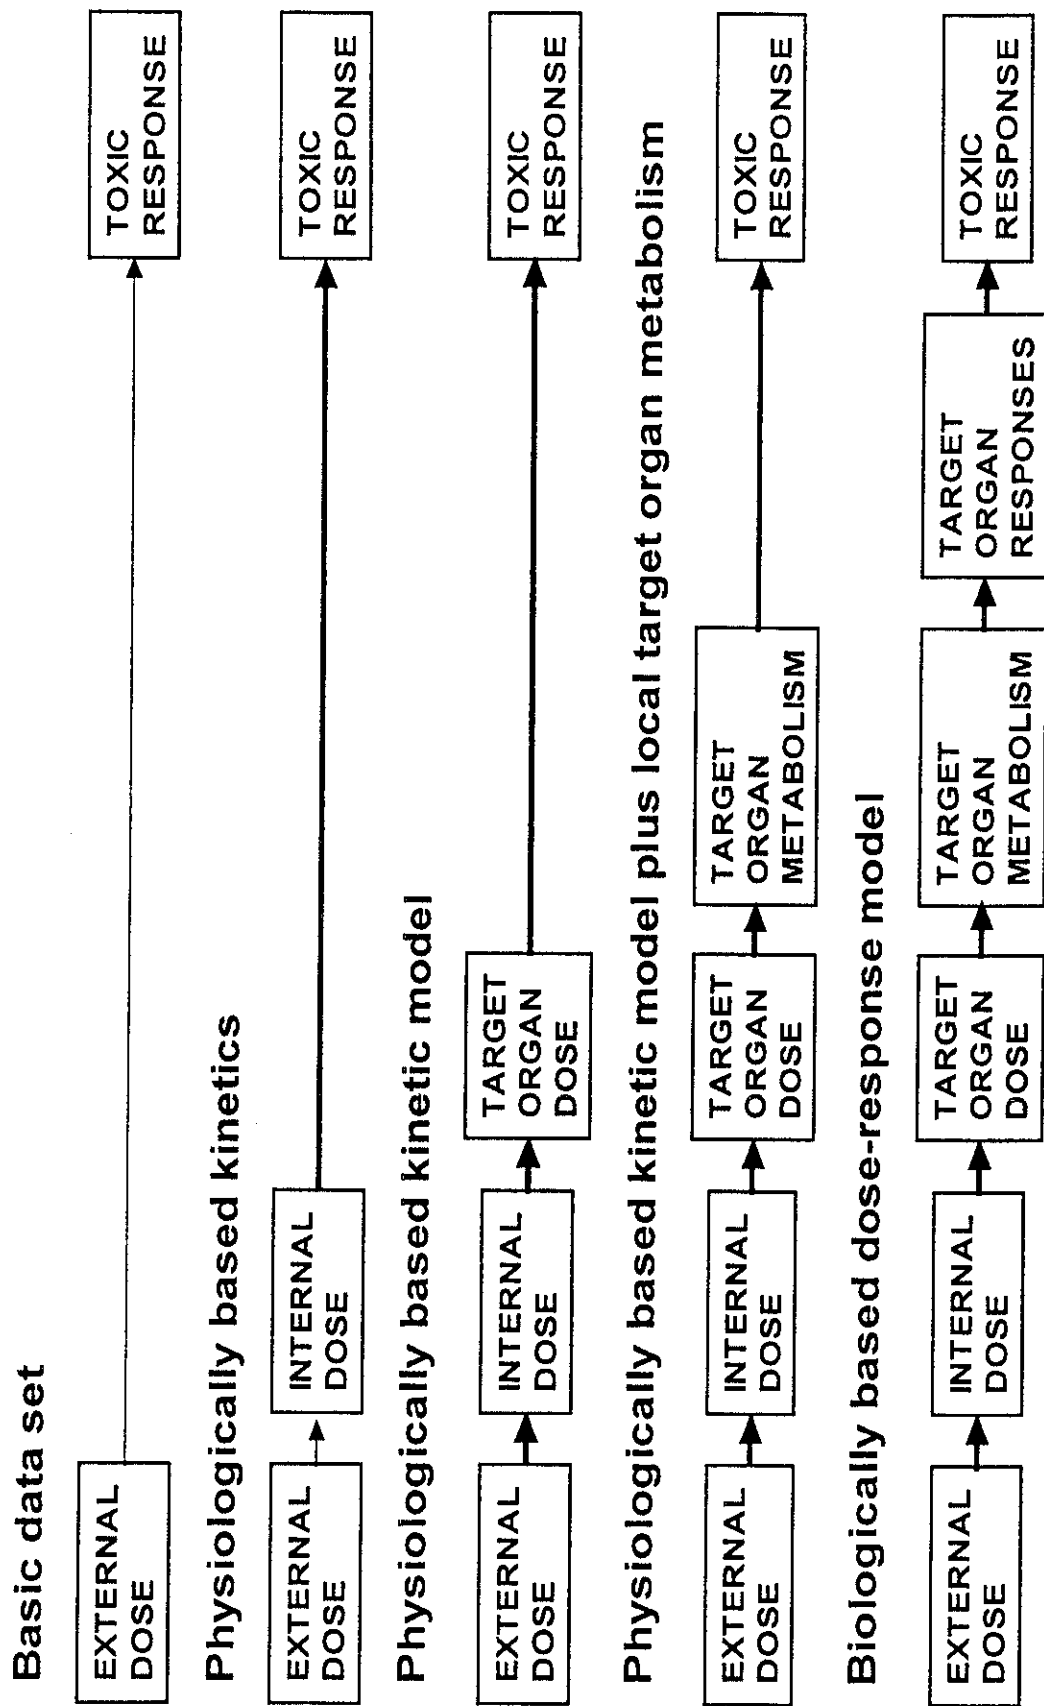 Basic data set
EXTERNAL
DOSE
TOXIC
RESPONSE
Physiologically based kinetics
EXTERNAL
DOSE
INTERNAL
DOSE
TOXIC
RESPONSE
Physiologically based kinetic model
EXTERNAL
DOSE
INTERNAL
DOSE
TARGET
ORGAN
DOSE
TOXIC
RESPONSE
Physiologically based kinetic model plus local target organ metabolism
EXTERNAL
DOSE
INTERNAL
DOSE
TARGET
ORGAN
DOSE
TARGET
ORGAN
METABOLISM
TOXIC
RESPONSE
Biologically based dose-response model
EXTERNAL
DOSE
INTERNAL
DOSE
TARGET
ORGAN
DOSE
TARGET
ORGAN
METABOLISM
TARGET
ORGAN
RESPONSES
TOXIC
RESPONSE